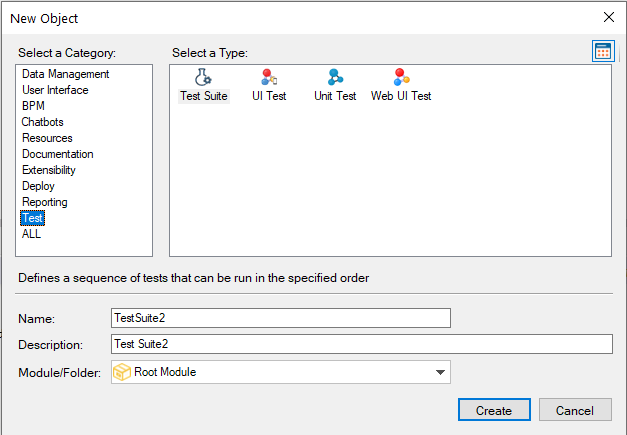 New Object
Select a Category:
Select a Type:
Data Management
User Interface
BPM
Chatbots
Resources
Documentation
Extensibility
Deploy
Reporting
Test
ALL
Test Suite
UI Test
Unit Test
Web UI Test
Defines a sequence of tests that can be run in the specified order
Name:
TestSuite2
Description:
Test Suite2
Module/Folder:
Root Module
Create
Cancel